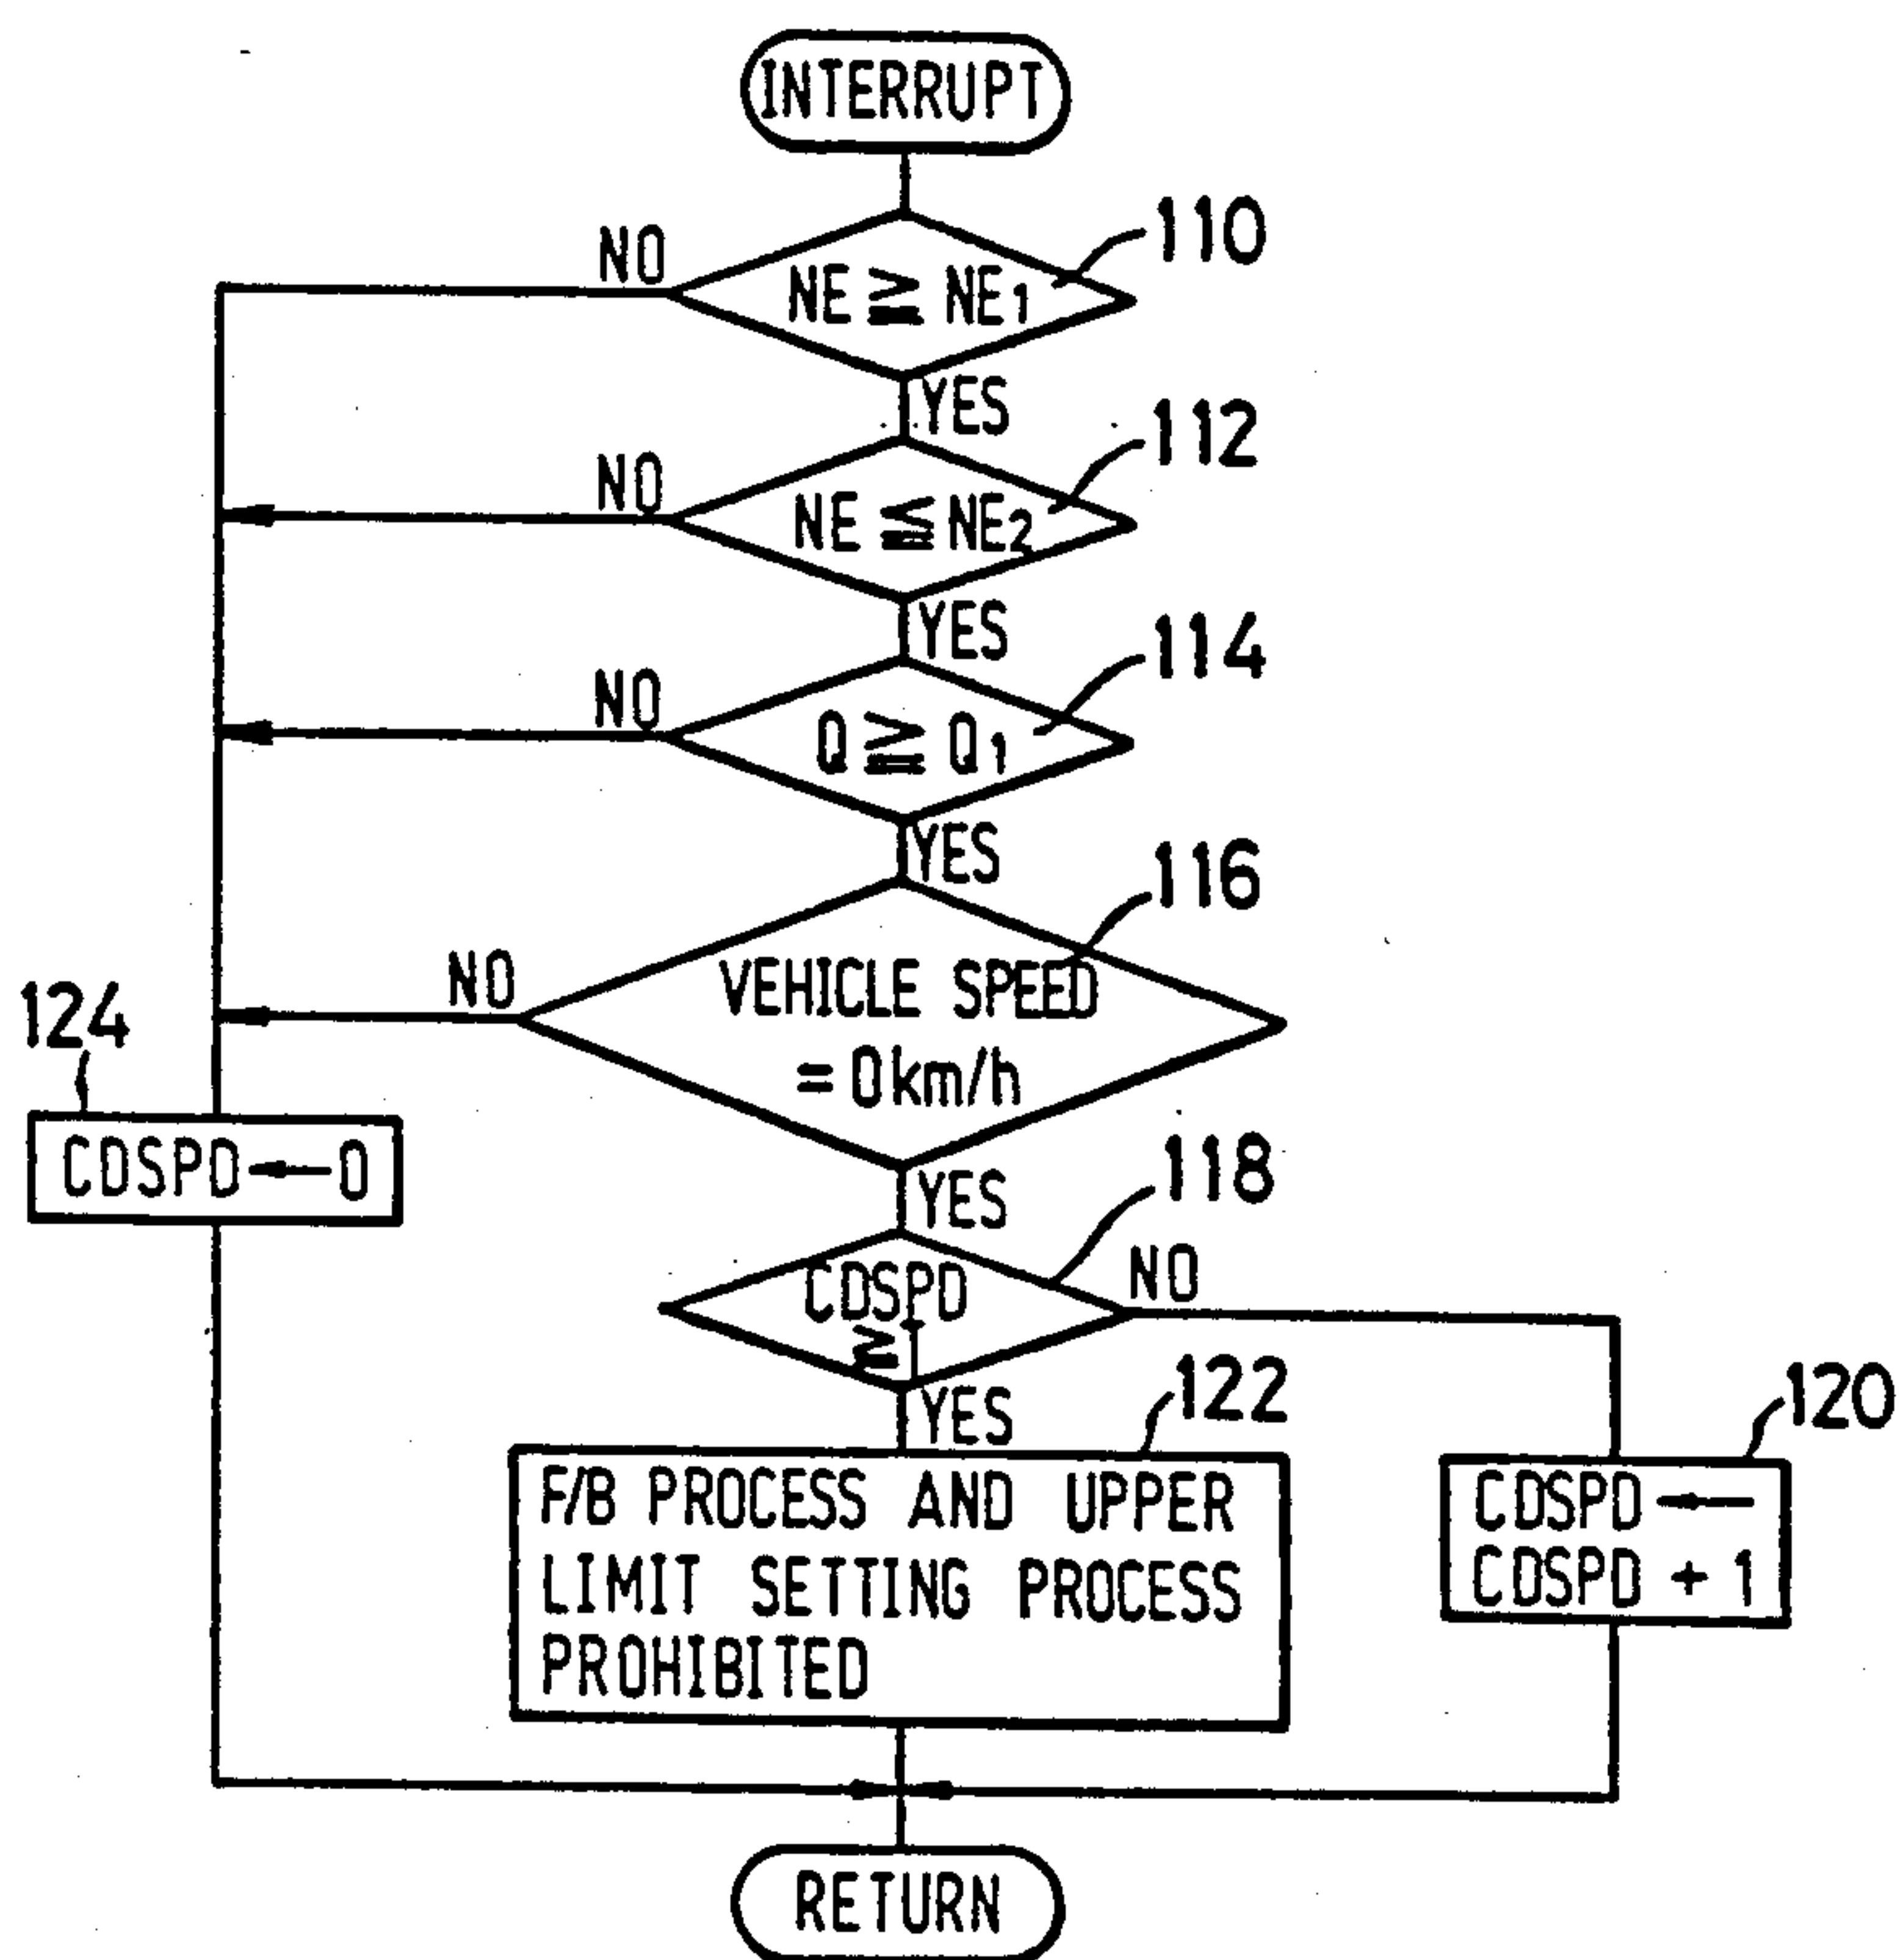 INTERRUPT
110
NO
NE ≧ NE1
YES
112
NO
NE ≦ NE2
YES
114
NO
Q ≧ Q1
YES
116
NO
VEHICLE SPEED
= 0km/h
124
CDSPD ← 0
YES
118
NO
CDSPD
≧
YES
122
120
F/B PROCESS AND UPPER
LIMIT SETTING PROCESS
PROHIBITED
CDSPD ←
CDSPD + 1
RETURN